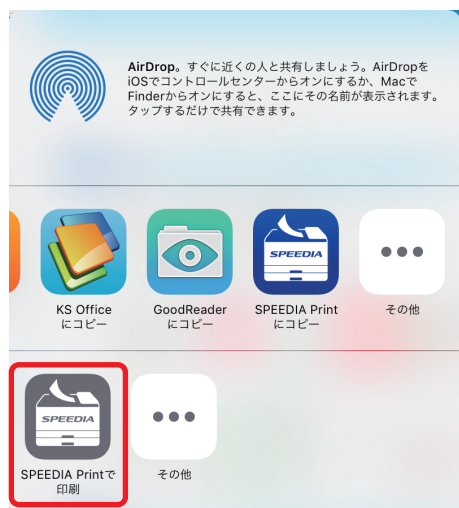 AirDrop。すぐに近くの人と共有しましょう。AirDropを
iOSでコントロールセンターからオンにするか、Macで
Finderからオンにすると、ここにその名前が表示されます。
タップするだけで共有できます。
SPEEDIA
KS Office
にコピー
GoodReader
にコピー
SPEEDIA Print
にコピー
その他
SPEEDIA
SPEEDIA Printで
印刷
その他